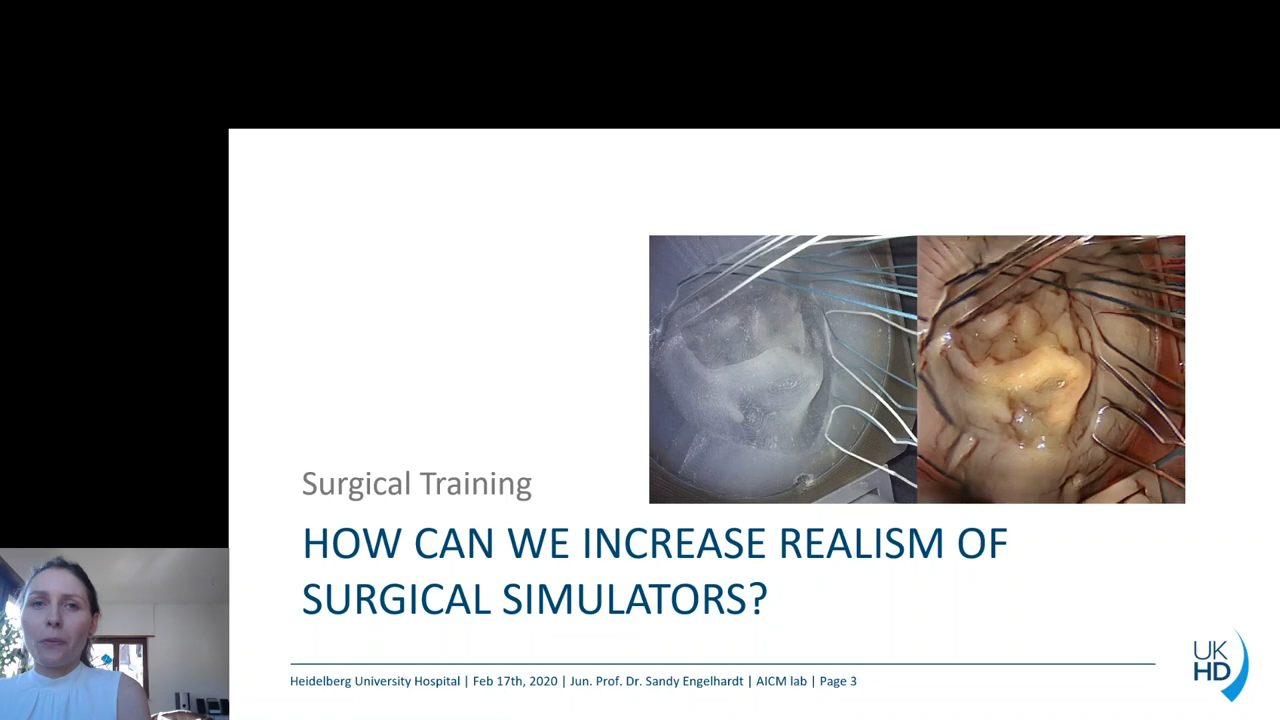 Surgical Training
HOW CAN WE INCREASE REALISM OF
SURGICAL SIMULATORS?
Heidelberg University Hospital | Feb 17th, 2020 | Jun. Prof. Dr. Sandy Engelhardt | AICM lab | Page 3
UK
HD